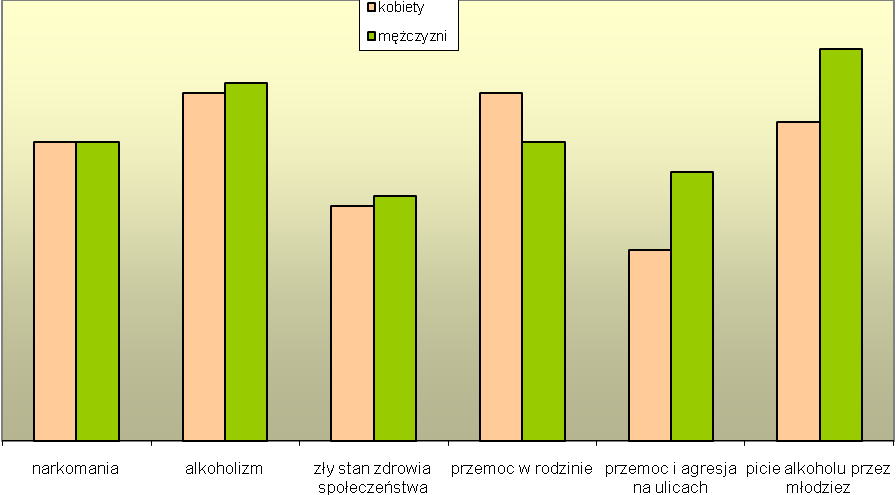 kobiety
mężczyzni
narkomania
alkoholizm
zły stan zdrowia
społeczeństwa
przemoc w rodzinie
przemoc i agresja
na ulicach
picie alkoholu przez
młodziez